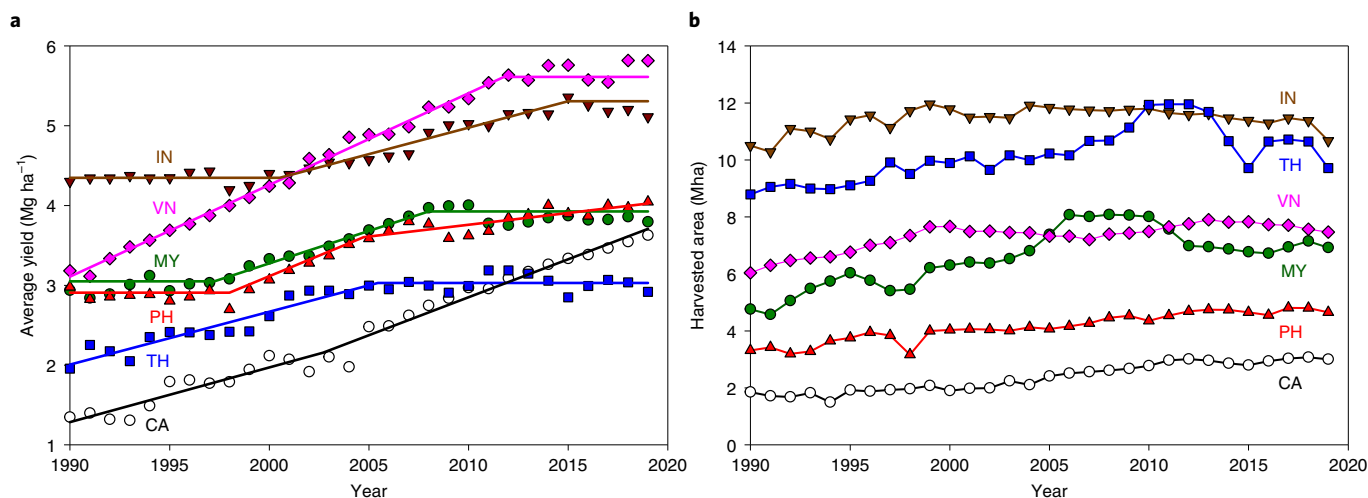 a
Average yield (Mg ha⁻¹)
6
5
4
3
2
1
IN
VN
MY
PH
TH
CA
1990 1995 2000 2005 2010 2015 2020
Year
b
Harvested area (Mha)
14
12
10
8
6
4
2
0
IN
TH
VN
MY
PH
CA
1990 1995 2000 2005 2010 2015 2020
Year